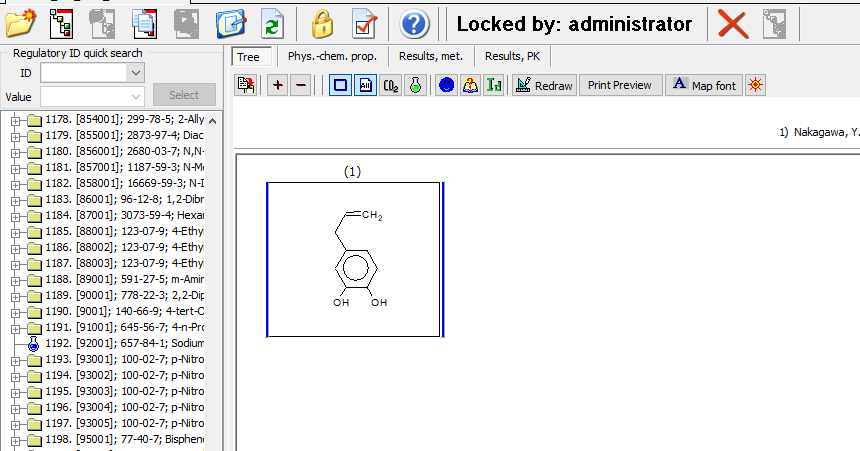 Locked by: administrator
Regulatory ID quick search
ID
Value
Select
Tree
Phys.-chem. prop.
Results, met.
Results, PK
All
CO2
Id
Redraw
Print Preview
A Map font
1) Nakagawa, Y.
1178. [854001]; 299-78-5; 2-Ally
1179. [855001]; 2873-97-4; Diac
1180. [856001]; 2680-03-7; N,N-
1181. [857001]; 1187-59-3; N-Me
1182. [858001]; 16669-59-3; N-I
1183. [86001]; 96-12-8; 1,2-Dibr
1184. [87001]; 3073-59-4; Hexar
1185. [88001]; 123-07-9; 4-Ethy
1186. [88002]; 123-07-9; 4-Ethy
1187. [88003]; 123-07-9; 4-Ethy
1188. [89001]; 591-27-5; m-Amir
1189. [90001]; 778-22-3; 2,2-Dip
1190. [9001]; 140-66-9; 4-tert-O
1191. [91001]; 645-56-7; 4-n-Pro
1192. [92001]; 657-84-1; Sodium
1193. [93001]; 100-02-7; p-Nitro
1194. [93002]; 100-02-7; p-Nitro
1195. [93003]; 100-02-7; p-Nitro
1196. [93004]; 100-02-7; p-Nitro
1197. [93005]; 100-02-7; p-Nitro
1198. [95001]; 77-40-7; Bisphen
(1)
CH2
OH OH